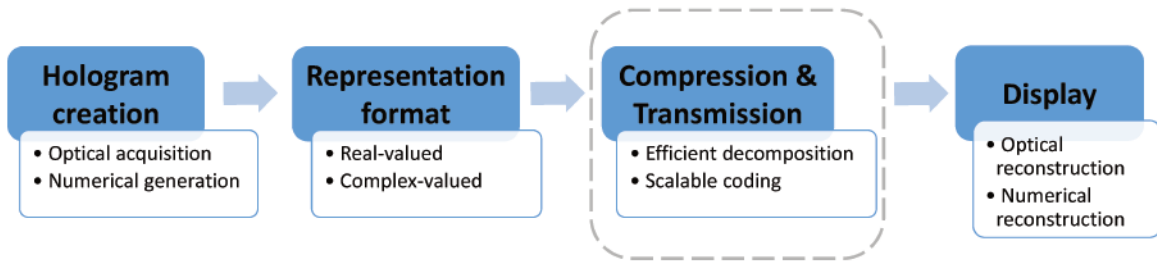 Hologram
creation
• Optical acquisition
• Numerical generation
Representation
format
• Real-valued
• Complex-valued
Compression &
Transmission
• Efficient decomposition
• Scalable coding
Display
• Optical
reconstruction
• Numerical
reconstruction